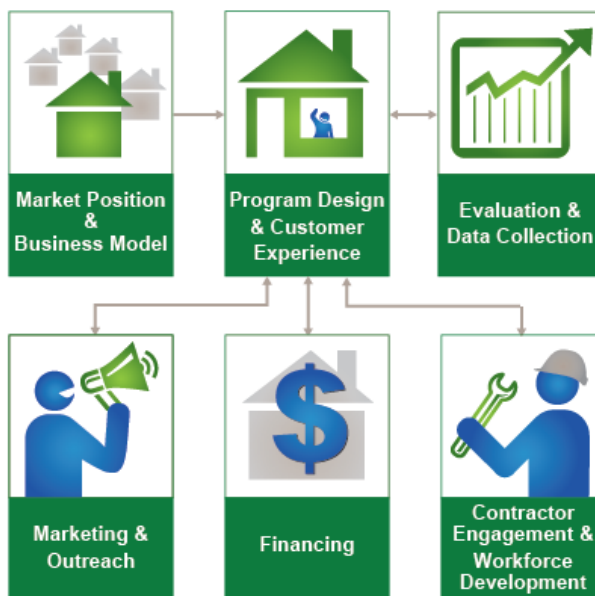 Market Position
&
Business Model
Program Design
& Customer
Experience
Evaluation &
Data Collection
Marketing &
Outreach
$
Financing
Contractor
Engagement &
Workforce
Development